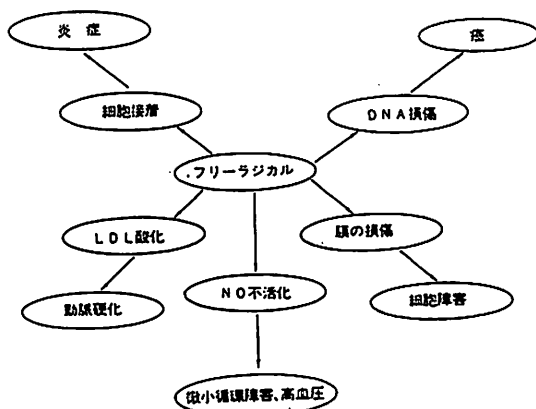 炎 症
癌
細胞接着
DNA損傷
.フリーラジカル
LDL酸化
膜の損傷
NO不活化
動脈硬化
細胞障害
微小循環障害、高血圧